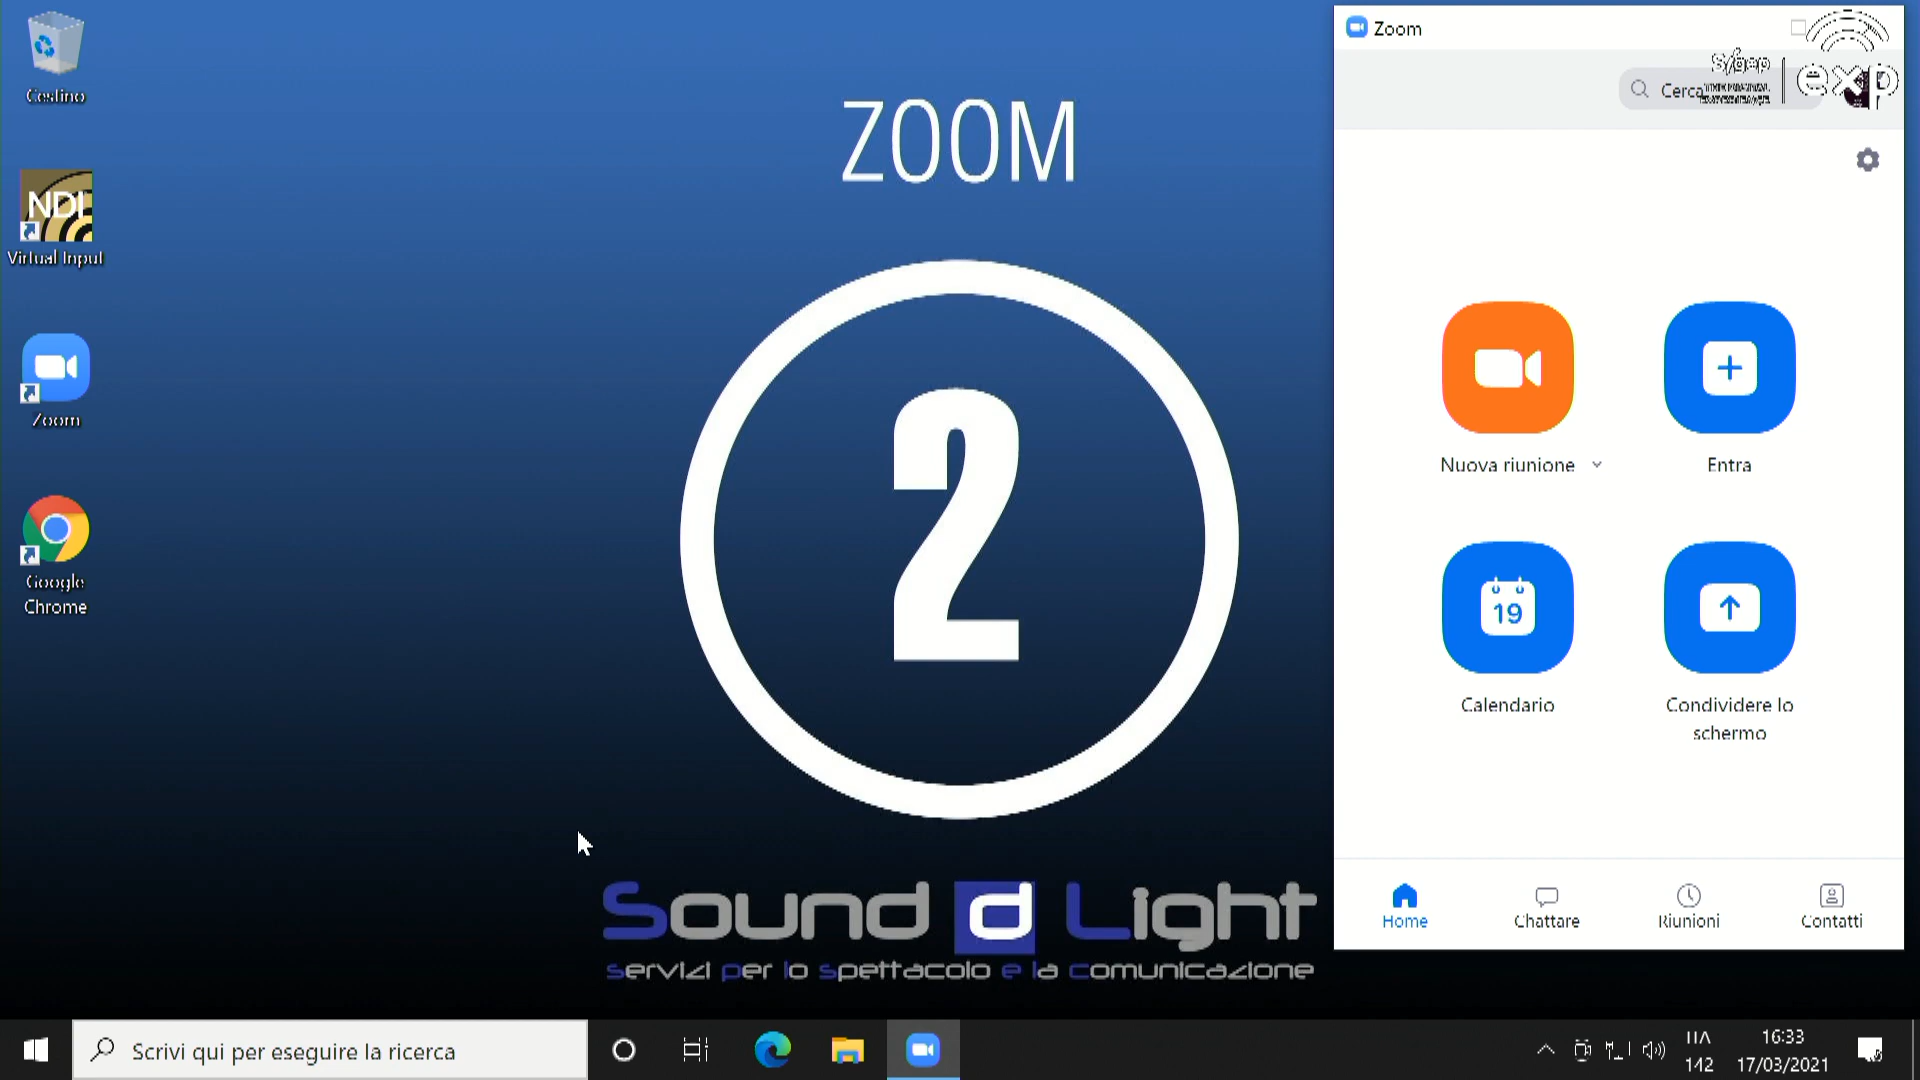 Cestino
NDI
Virtual Input
Zoom
Google
Chrome
ZOOM
2
Sound d Light
servizi per lo spettacolo e la comunicazione
Zoom
Cerca
exp
Nuova riunione
Entra
19
Calendario
Condividere lo
schermo
Home
Chattare
Riunioni
Contatti
Scrivi qui per eseguire la ricerca
16:33
142
17/03/2021